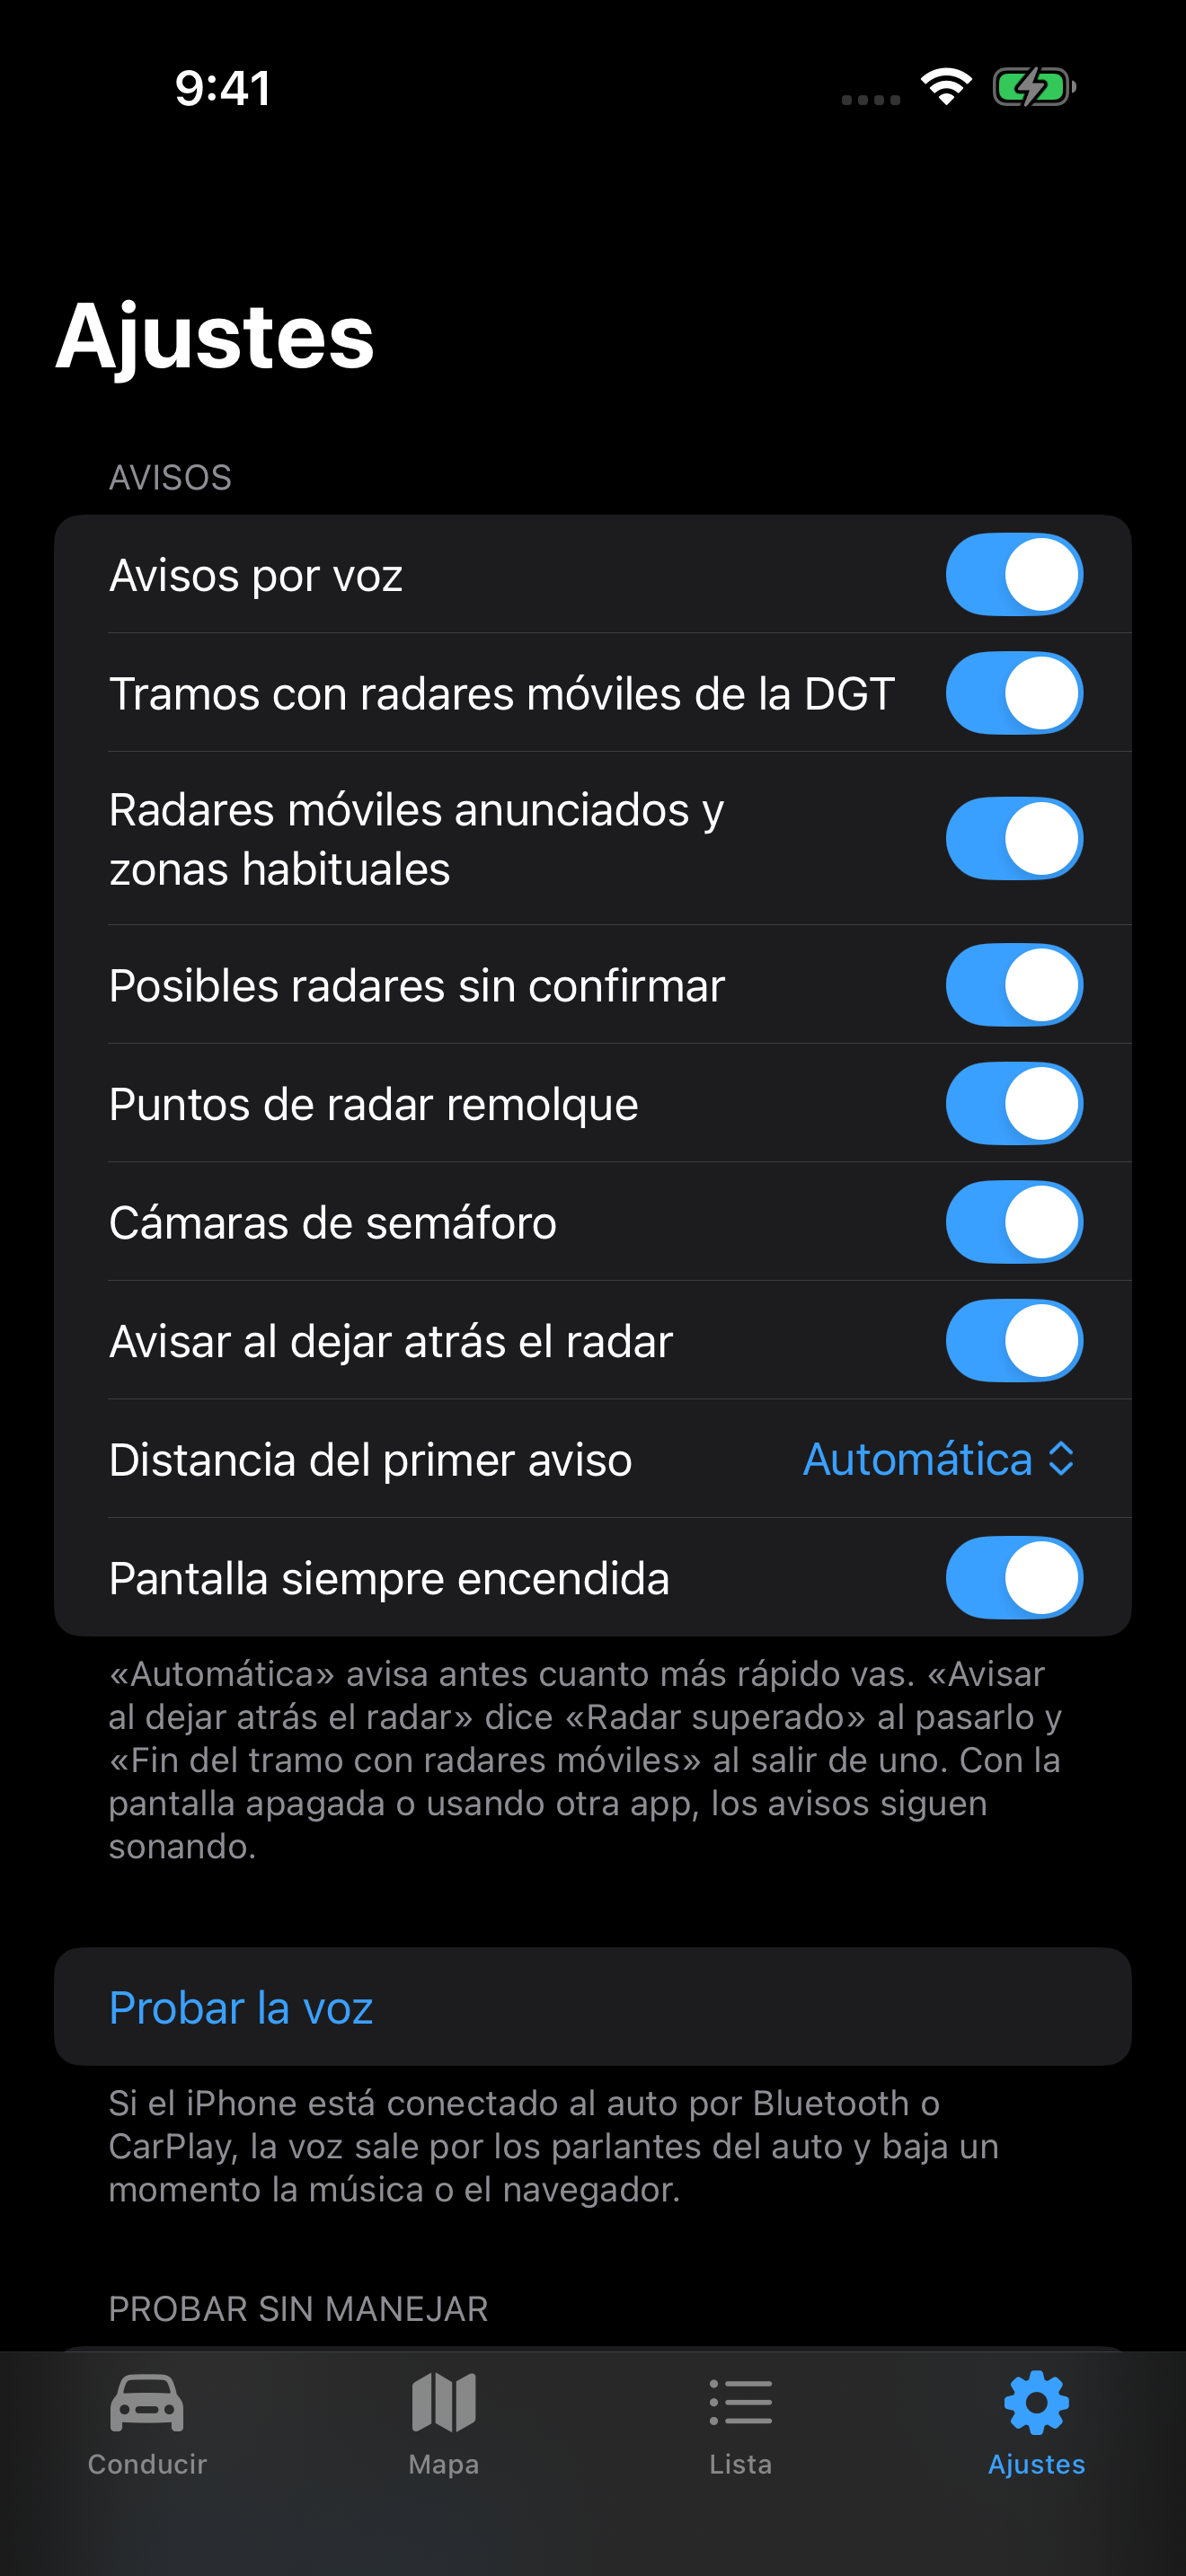 9:41
Ajustes
AVISOS
Avisos por voz
Tramos con radares móviles de la DGT
Radares móviles anunciados y
zonas habituales
Posibles radares sin confirmar
Puntos de radar remolque
Cámaras de semáforo
Avisar al dejar atrás el radar
Distancia del primer aviso Automática
Pantalla siempre encendida
«Automática» avisa antes cuanto más rápido vas. «Avisar
al dejar atrás el radar» dice «Radar superado» al pasarlo y
«Fin del tramo con radares móviles» al salir de uno. Con la
pantalla apagada o usando otra app, los avisos siguen
sonando.
Probar la voz
Si el iPhone está conectado al auto por Bluetooth o
CarPlay, la voz sale por los parlantes del auto y baja un
momento la música o el navegador.
PROBAR SIN MANEJAR
Conducir Mapa Lista Ajustes